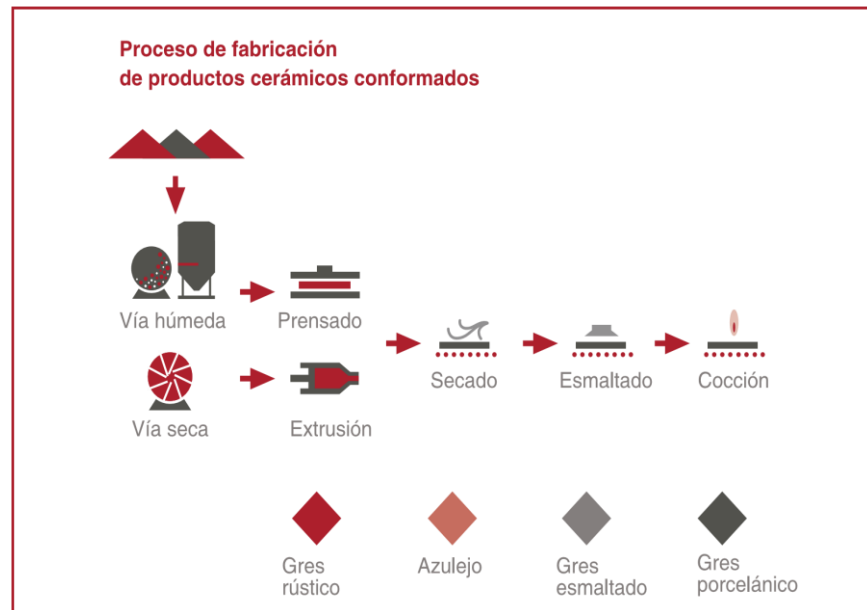 Proceso de fabricación
de productos cerámicos conformados
Vía húmeda
Prensado
Vía seca
Extrusión
Secado
Esmaltado
Cocción
Gres
rústico
Azulejo
Gres
esmaltado
Gres
porcelánico